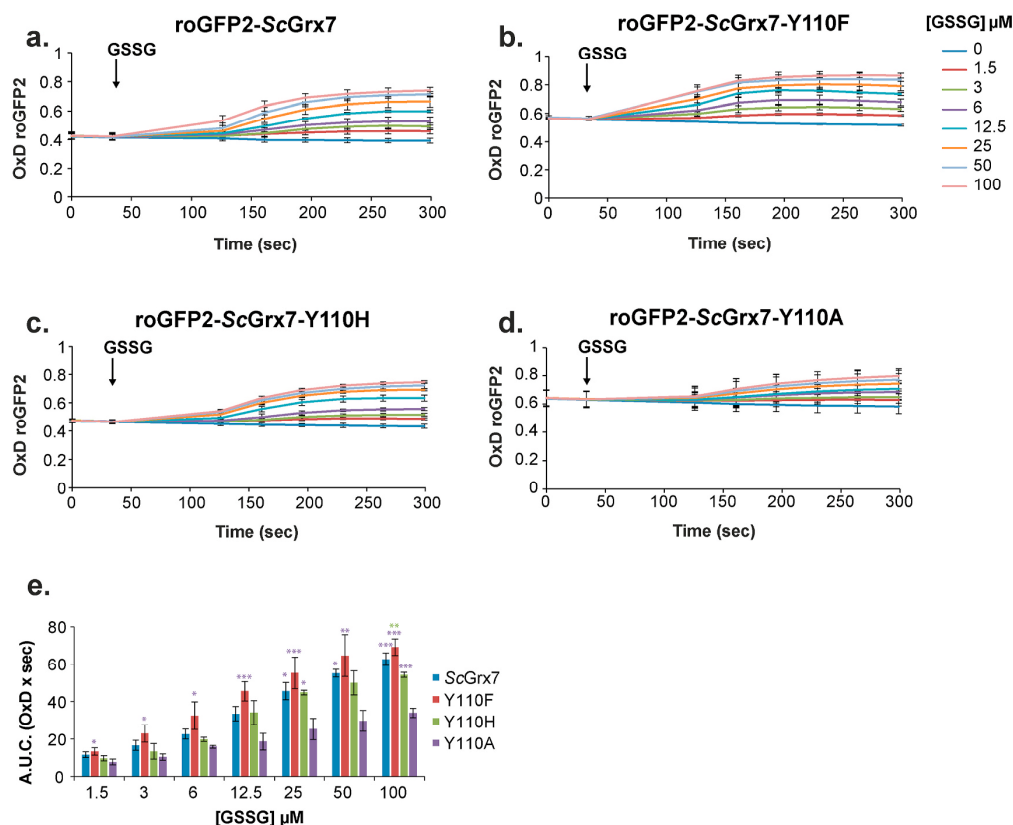 a.
roGFP2-ScGrx7
GSSG
1
0.8
0.6
0.4
0.2
0
OxD roGFP2
0 50 100 150 200 250 300
Time (sec)
b.
roGFP2-ScGrx7-Y110F
GSSG
1
0.8
0.6
0.4
0.2
0
OxD roGFP2
0 50 100 150 200 250 300
Time (sec)
[GSSG] µM
0
1.5
3
6
12.5
25
50
100
c.
roGFP2-ScGrx7-Y110H
GSSG
1
0.8
0.6
0.4
0.2
0
OxD roGFP2
0 50 100 150 200 250 300
Time (sec)
d.
roGFP2-ScGrx7-Y110A
GSSG
1
0.8
0.6
0.4
0.2
0
OxD roGFP2
0 50 100 150 200 250 300
Time (sec)
e.
80
60
40
20
0
A.U.C. (OxD x sec)
* * * *** * *** * * ** *** ** *** ***
1.5 3 6 12.5 25 50 100
[GSSG] µM
ScGrx7
Y110F
Y110H
Y110A